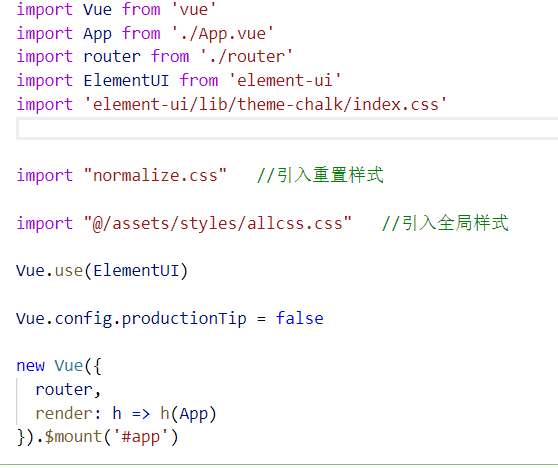 import Vue from 'vue'
import App from './App.vue'
import router from './router'
import ElementUI from 'element-ui'
import 'element-ui/lib/theme-chalk/index.css'
import "normalize.css"   //引入重置样式
import "@/assets/styles/allcss.css"   //引入全局样式
Vue.use(ElementUI)
Vue.config.productionTip = false
new Vue({
  router,
  render: h => h(App)
}).$mount('#app')